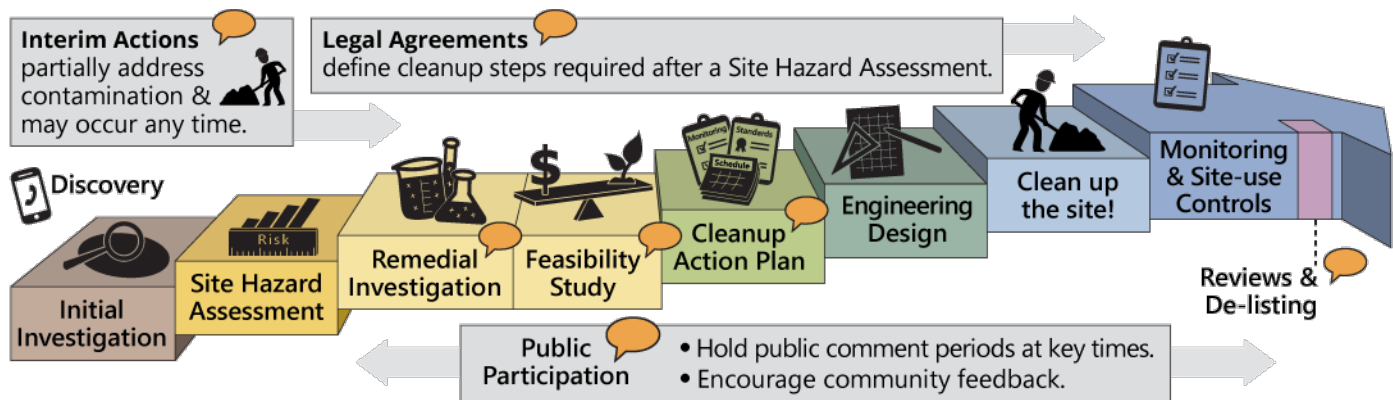 Interim Actions
partially address
contamination &
may occur any time.
Legal Agreements
define cleanup steps required after a Site Hazard Assessment.
Discovery
Initial
Investigation
Risk
Site Hazard
Assessment
Remedial
Investigation
$
Feasibility
Study
Monitoring
Standards
Schedule
Cleanup
Action Plan
Engineering
Design
Clean up
the site!
Monitoring
& Site-use
Controls
Reviews &
De-listing
Public
Participation
• Hold public comment periods at key times.
• Encourage community feedback.